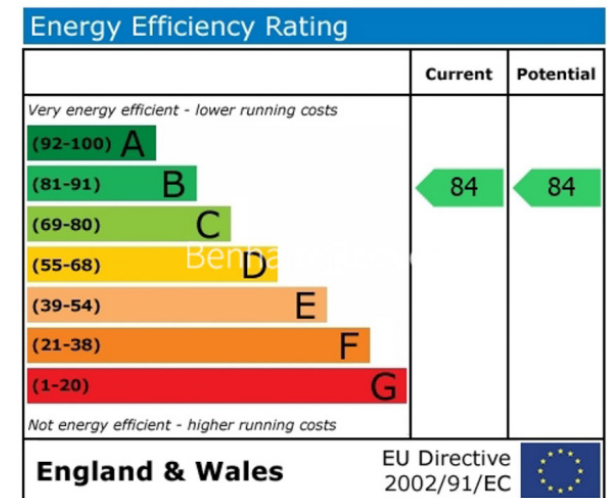 Energy Efficiency Rating
Current Potential
Very energy efficient - lower running costs
(92-100) A
(81-91) B 84 84
(69-80) C
(55-68) D
(39-54) E
(21-38) F
(1-20) G
Not energy efficient - higher running costs
England & Wales
EU Directive
2002/91/EC